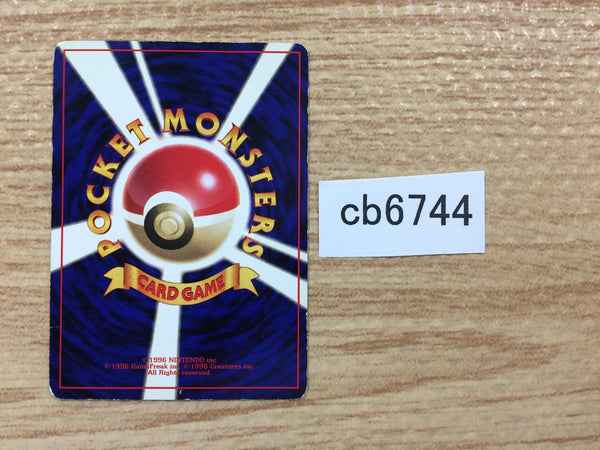 POCKET MONSTERS
CARD GAME
©1996 NINTENDO inc.
©1996 GameFreak inc. ©1996 Creatures inc.
All Rights reserved.
cb6744